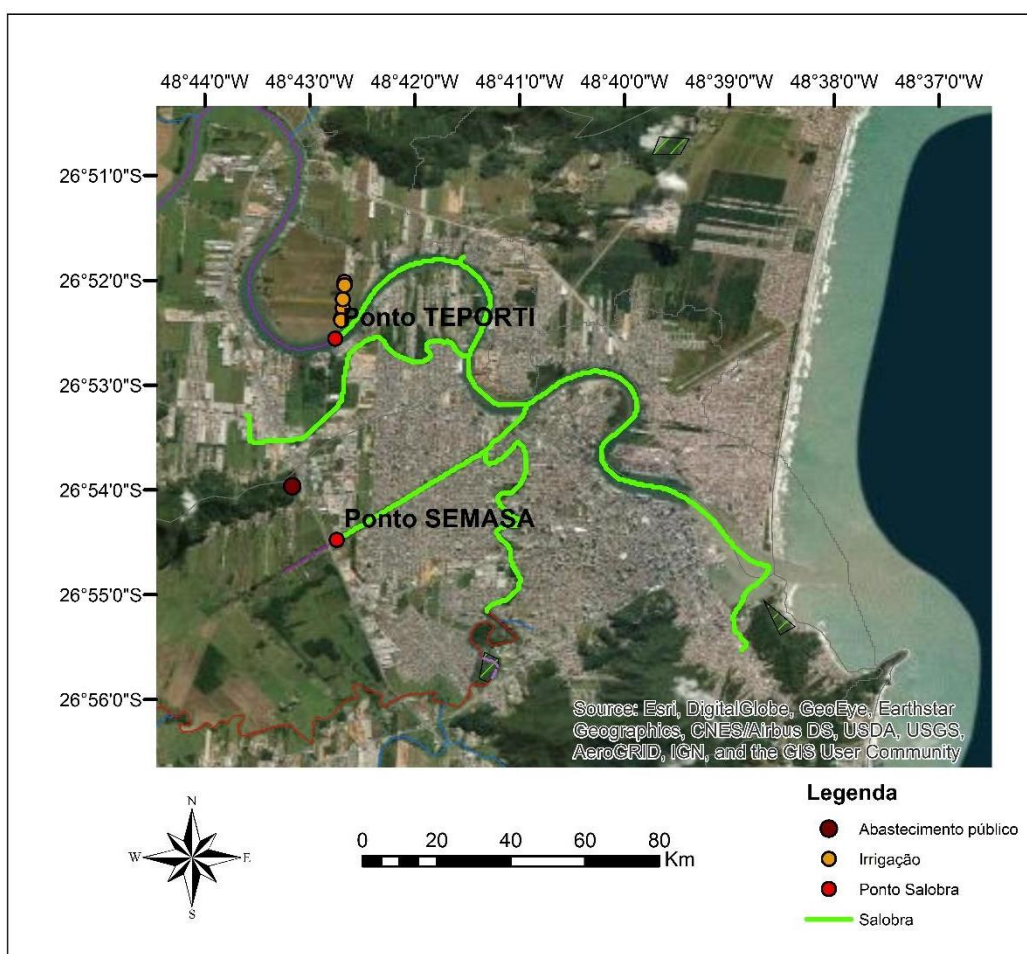 48°44'0"W 48°43'0"W 48°42'0"W 48°41'0"W 48°40'0"W 48°39'0"W 48°38'0"W 48°37'0"W
26°51'0"S
26°52'0"S
Ponto TEPORTI
26°53'0"S
26°54'0"S
Ponto SEMASA
26°55'0"S
26°56'0"S
Source: Esri, DigitalGlobe, GeoEye, Earthstar
Geographics, CNES/Airbus DS, USDA, USGS,
AeroGRID, IGN, and the GIS User Community
N
W E
S
0 20 40 60 80
Km
Legenda
Abastecimento público
Irrigação
Ponto Salobra
Salobra